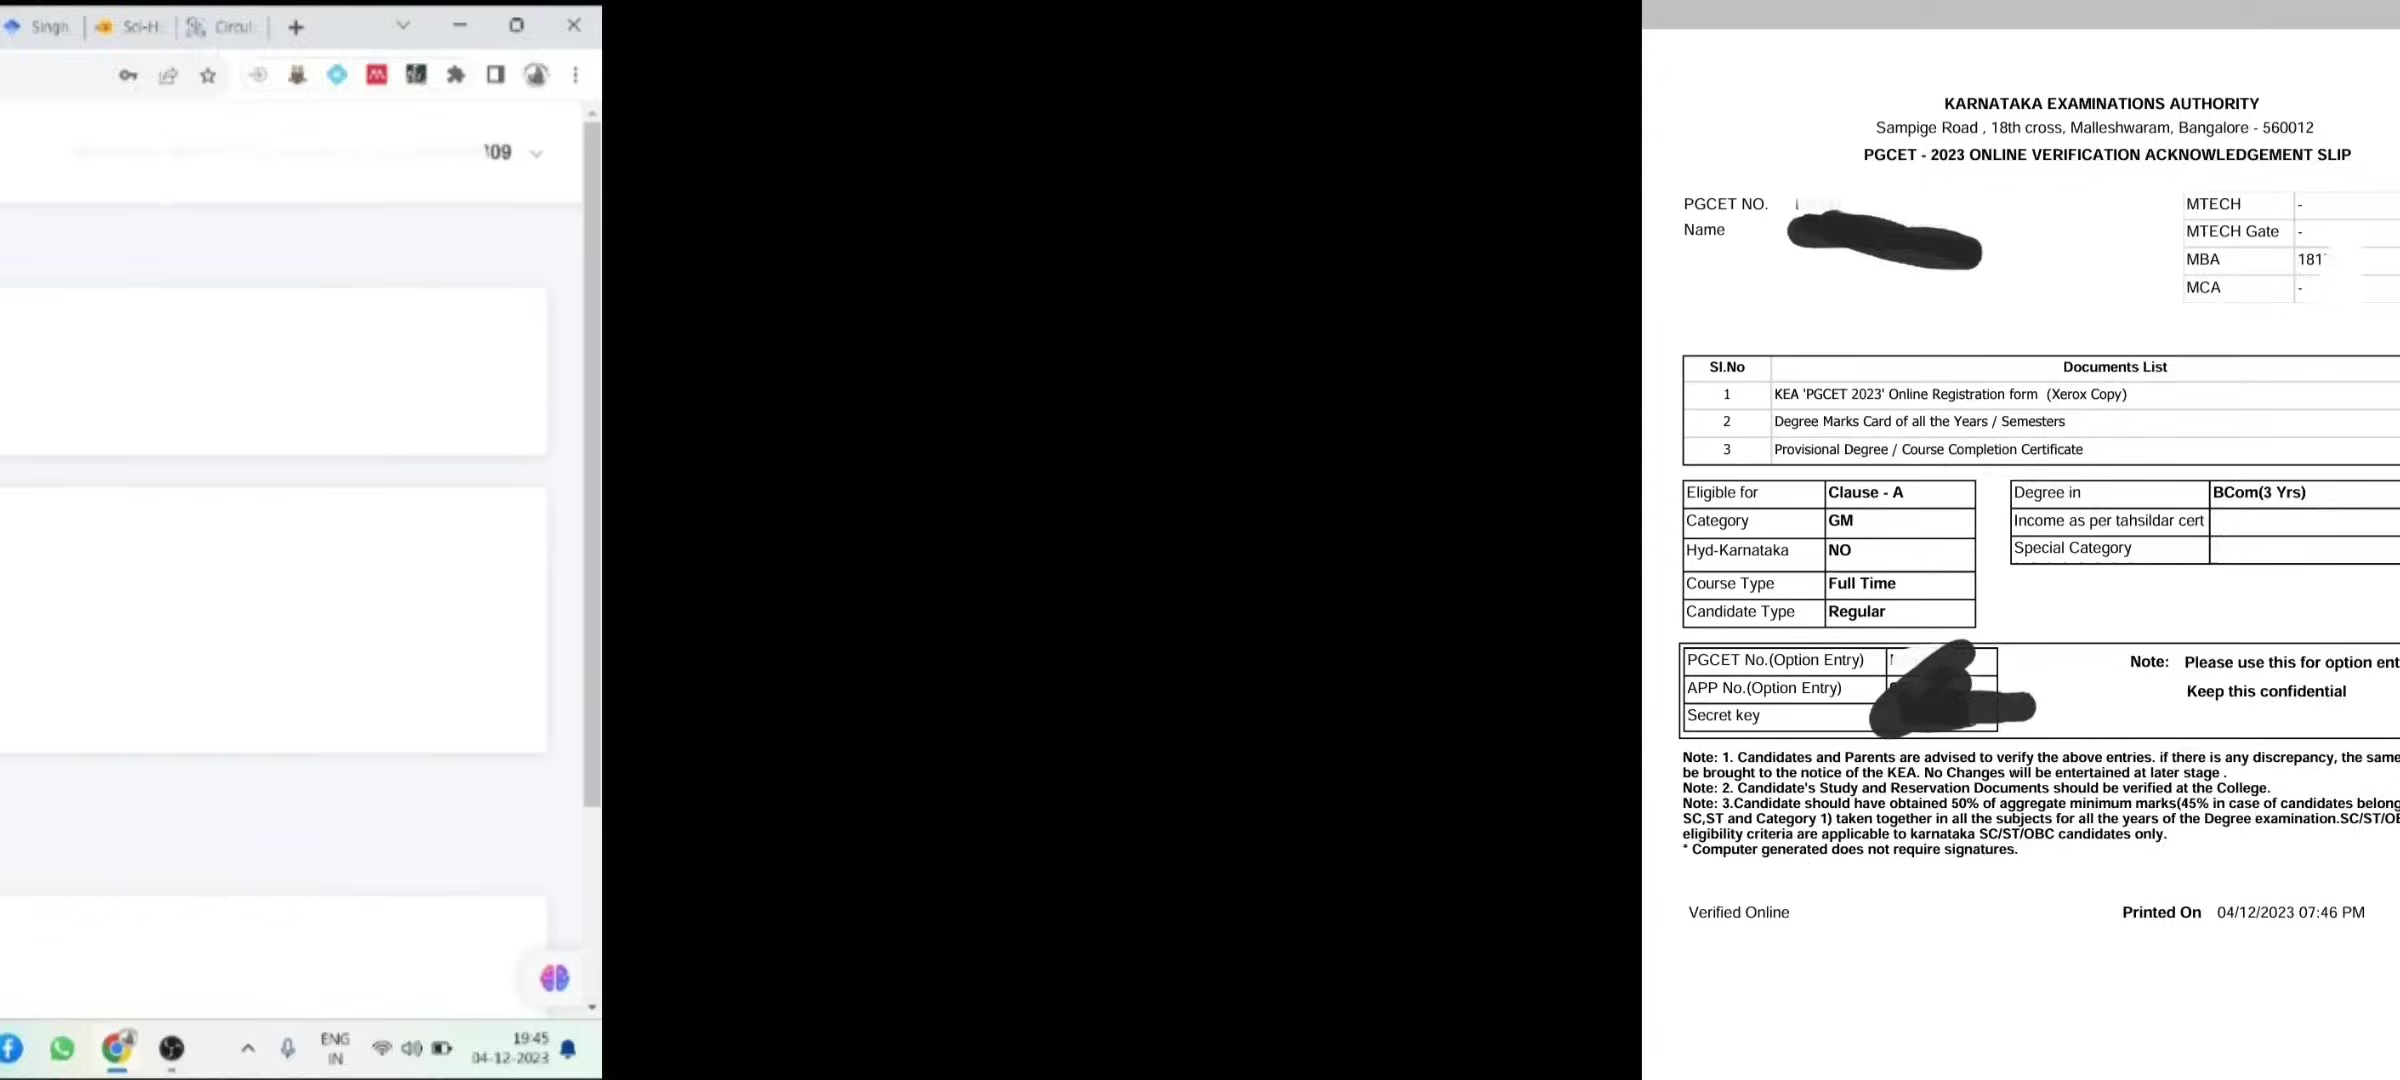 Singh
Sci-H
Circul
09
ENG
IN
19:45
04-12-2023
KARNATAKA EXAMINATIONS AUTHORITY
Sampige Road , 18th cross, Malleshwaram, Bangalore - 560012
PGCET - 2023 ONLINE VERIFICATION ACKNOWLEDGEMENT SLIP
PGCET NO.
Name
MTECH -
MTECH Gate -
MBA 181
MCA -
Sl.No Documents List
1 KEA 'PGCET 2023' Online Registration form (Xerox Copy)
2 Degree Marks Card of all the Years / Semesters
3 Provisional Degree / Course Completion Certificate
Eligible for Clause - A
Category GM
Hyd-Karnataka NO
Course Type Full Time
Candidate Type Regular
Degree in BCom(3 Yrs)
Income as per tahsildar cert
Special Category
PGCET No.(Option Entry)
APP No.(Option Entry)
Secret key
Note: Please use this for option ent
Keep this confidential
Note: 1. Candidates and Parents are advised to verify the above entries. if there is any discrepancy, the same
be brought to the notice of the KEA. No Changes will be entertained at later stage .
Note: 2. Candidate's Study and Reservation Documents should be verified at the College.
Note: 3.Candidate should have obtained 50% of aggregate minimum marks(45% in case of candidates belong
SC,ST and Category 1) taken together in all the subjects for all the years of the Degree examination.SC/ST/OB
eligibility criteria are applicable to karnataka SC/ST/OBC candidates only.
* Computer generated does not require signatures.
Verified Online
Printed On 04/12/2023 07:46 PM